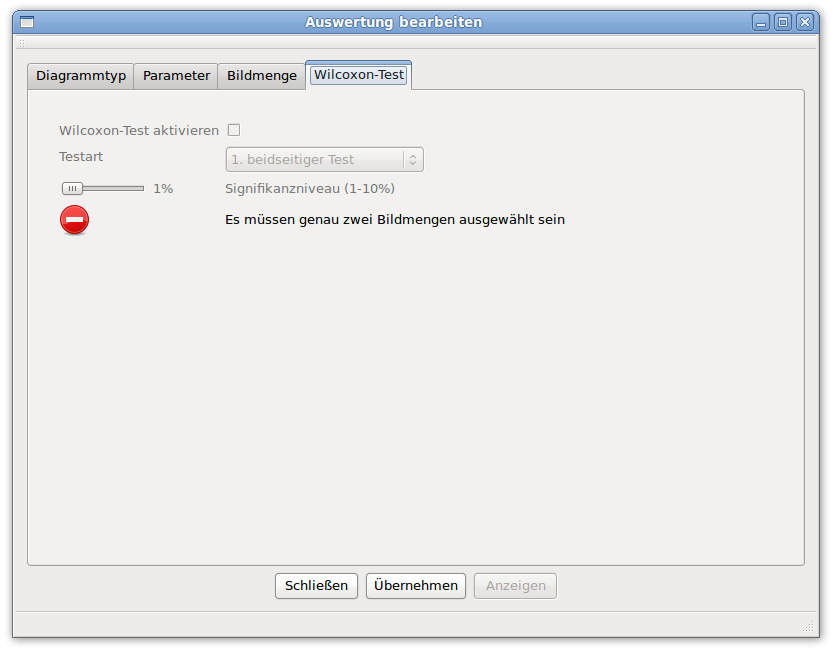 Auswertung bearbeiten
Diagrammtyp Parameter Bildmenge Wilcoxon-Test
Wilcoxon-Test aktivieren
Testart 1. beidseitiger Test
1% Signifikanzniveau (1-10%)
Es müssen genau zwei Bildmengen ausgewählt sein
Schließen Übernehmen Anzeigen